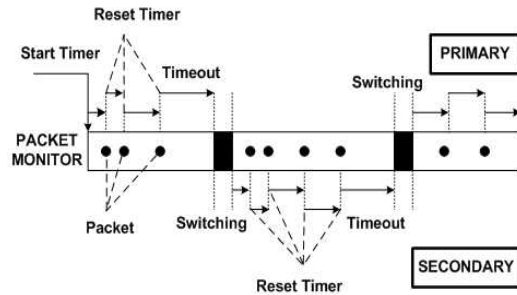 Reset Timer
Start Timer
Timeout
Switching
PRIMARY
PACKET
MONITOR
Packet
Switching
Timeout
Reset Timer
SECONDARY